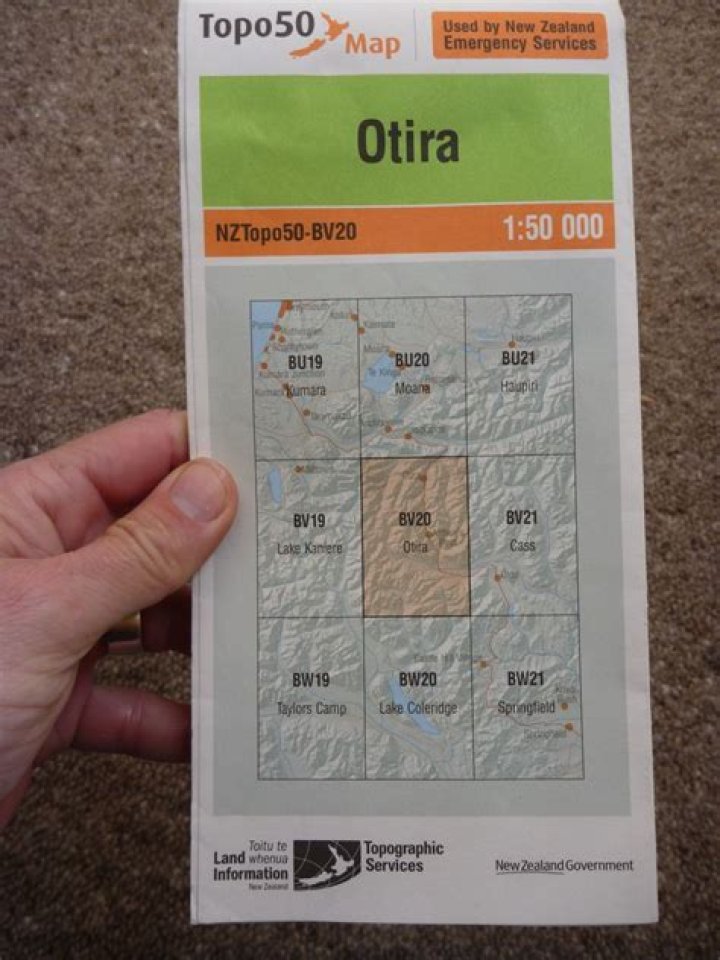 Topo50
Map
Used by New Zealand
Emergency Services
Otira
NZTopo50-BV20
1:50 000
BU19
Kumara
BU20
Moana
BU21
Haupiri
BV19
Lake Kaniere
BV20
Otira
BV21
Cass
BW19
Taylors Camp
BW20
Lake Coleridge
BW21
Springfield
Springfield
Toitu te
Land whenua
Information
New Zealand
Topographic
Services
New Zealand Government